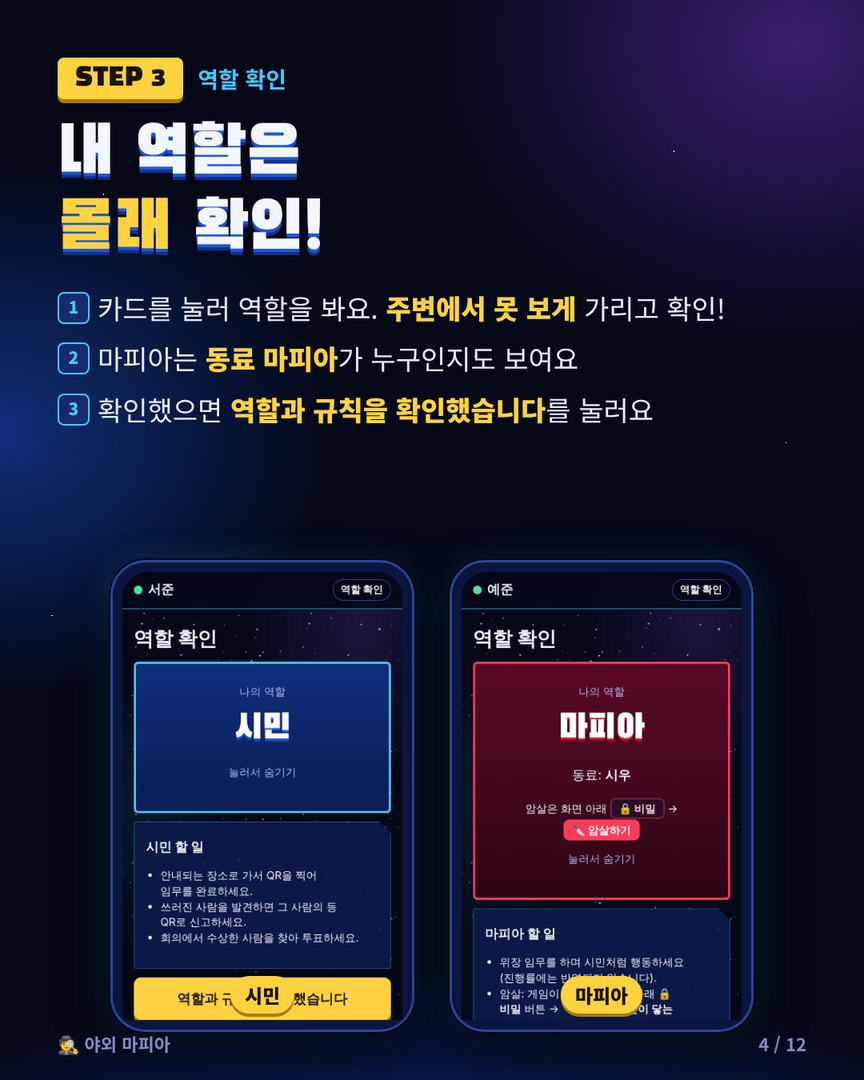 STEP 3 역할 확인
내 역할은
몰래 확인!
1 카드를 눌러 역할을 봐요. 주변에서 못 보게 가리고 확인!
2 마피아는 동료 마피아가 누구인지도 보여요
3 확인했으면 역할과 규칙을 확인했습니다를 눌러요
서준 역할 확인
역할 확인
나의 역할
시민
눌러서 숨기기
시민 할 일
• 안내되는 장소로 가서 QR을 찍어
임무를 완료하세요.
• 쓰러진 사람을 발견하면 그 사람의 등
QR로 신고하세요.
• 회의에서 수상한 사람을 찾아 투표하세요.
역할과 했습니다
시민
예준 역할 확인
역할 확인
나의 역할
마피아
동료: 시우
암살은 화면 아래 🔒 비밀 →
🔪 암살하기
눌러서 숨기기
마피아 할 일
• 위장 임무를 하며 시민처럼 행동하세요
(진행률에는
• 암살: 게임이 🔒
비밀 버튼 → 닿는
마피아
🕵️ 야외 마피아
4 / 12